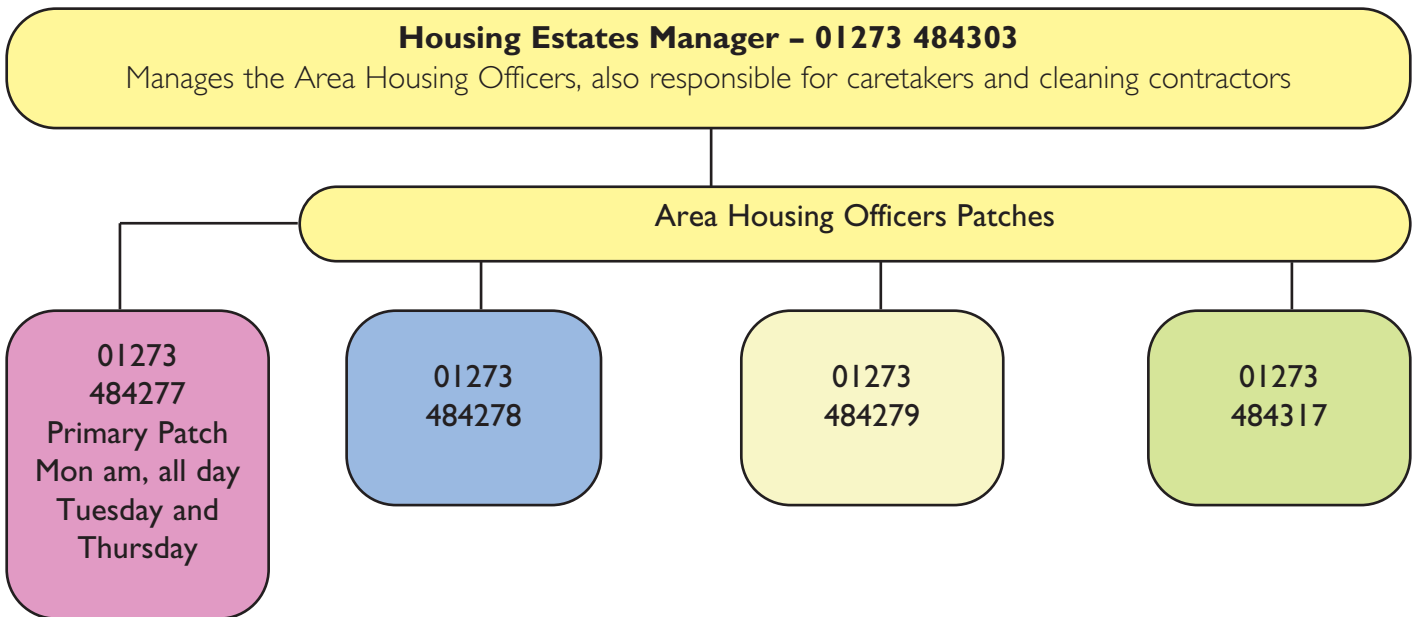 Housing Estates Manager – 01273 484303
Manages the Area Housing Officers, also responsible for caretakers and cleaning contractors
Area Housing Officers Patches
01273
484277
Primary Patch
Mon am, all day
Tuesday and
Thursday
01273
484278
01273
484279
01273
484317